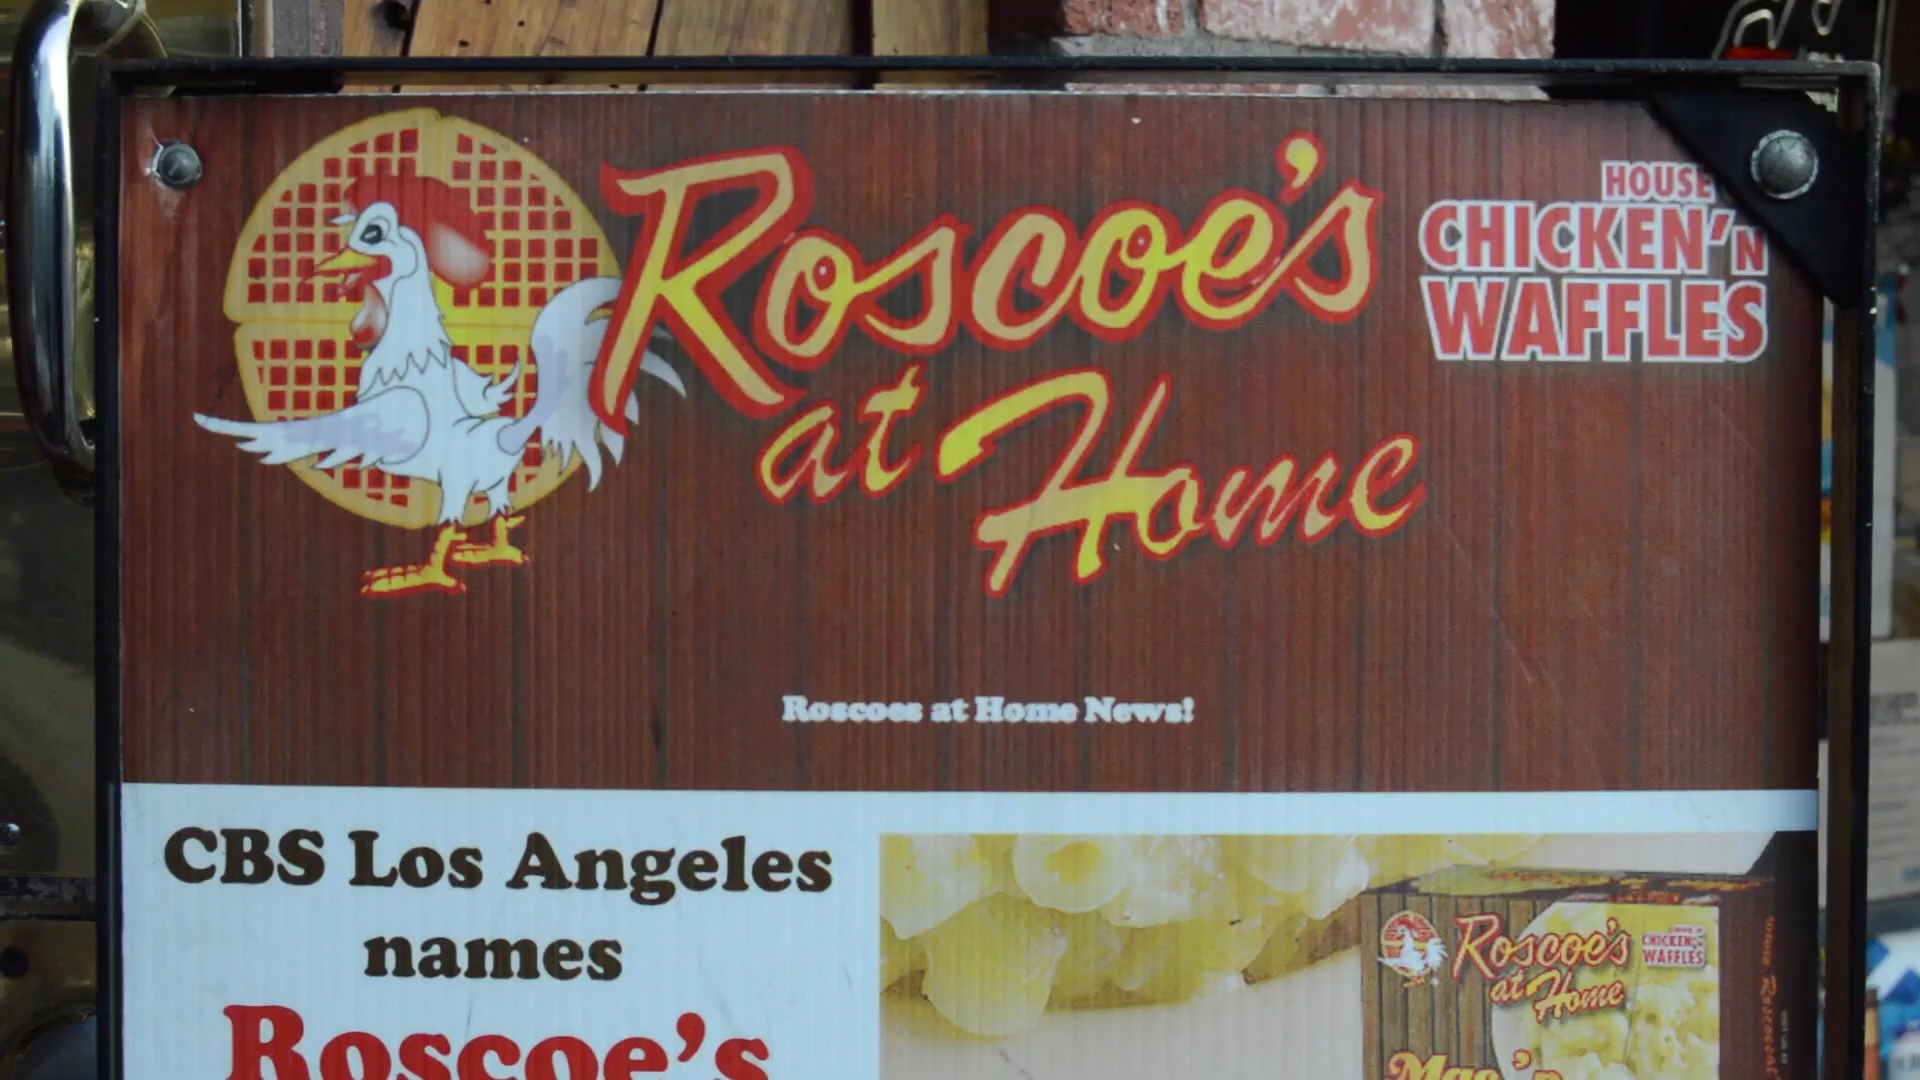 Roscoe's
at Home
HOUSE
CHICKEN'N
WAFFLES
Roscoes at Home News!
CBS Los Angeles
names
Roscoe's
Roscoe's
at Home
CHICKEN'N
WAFFLES
Mac 'n